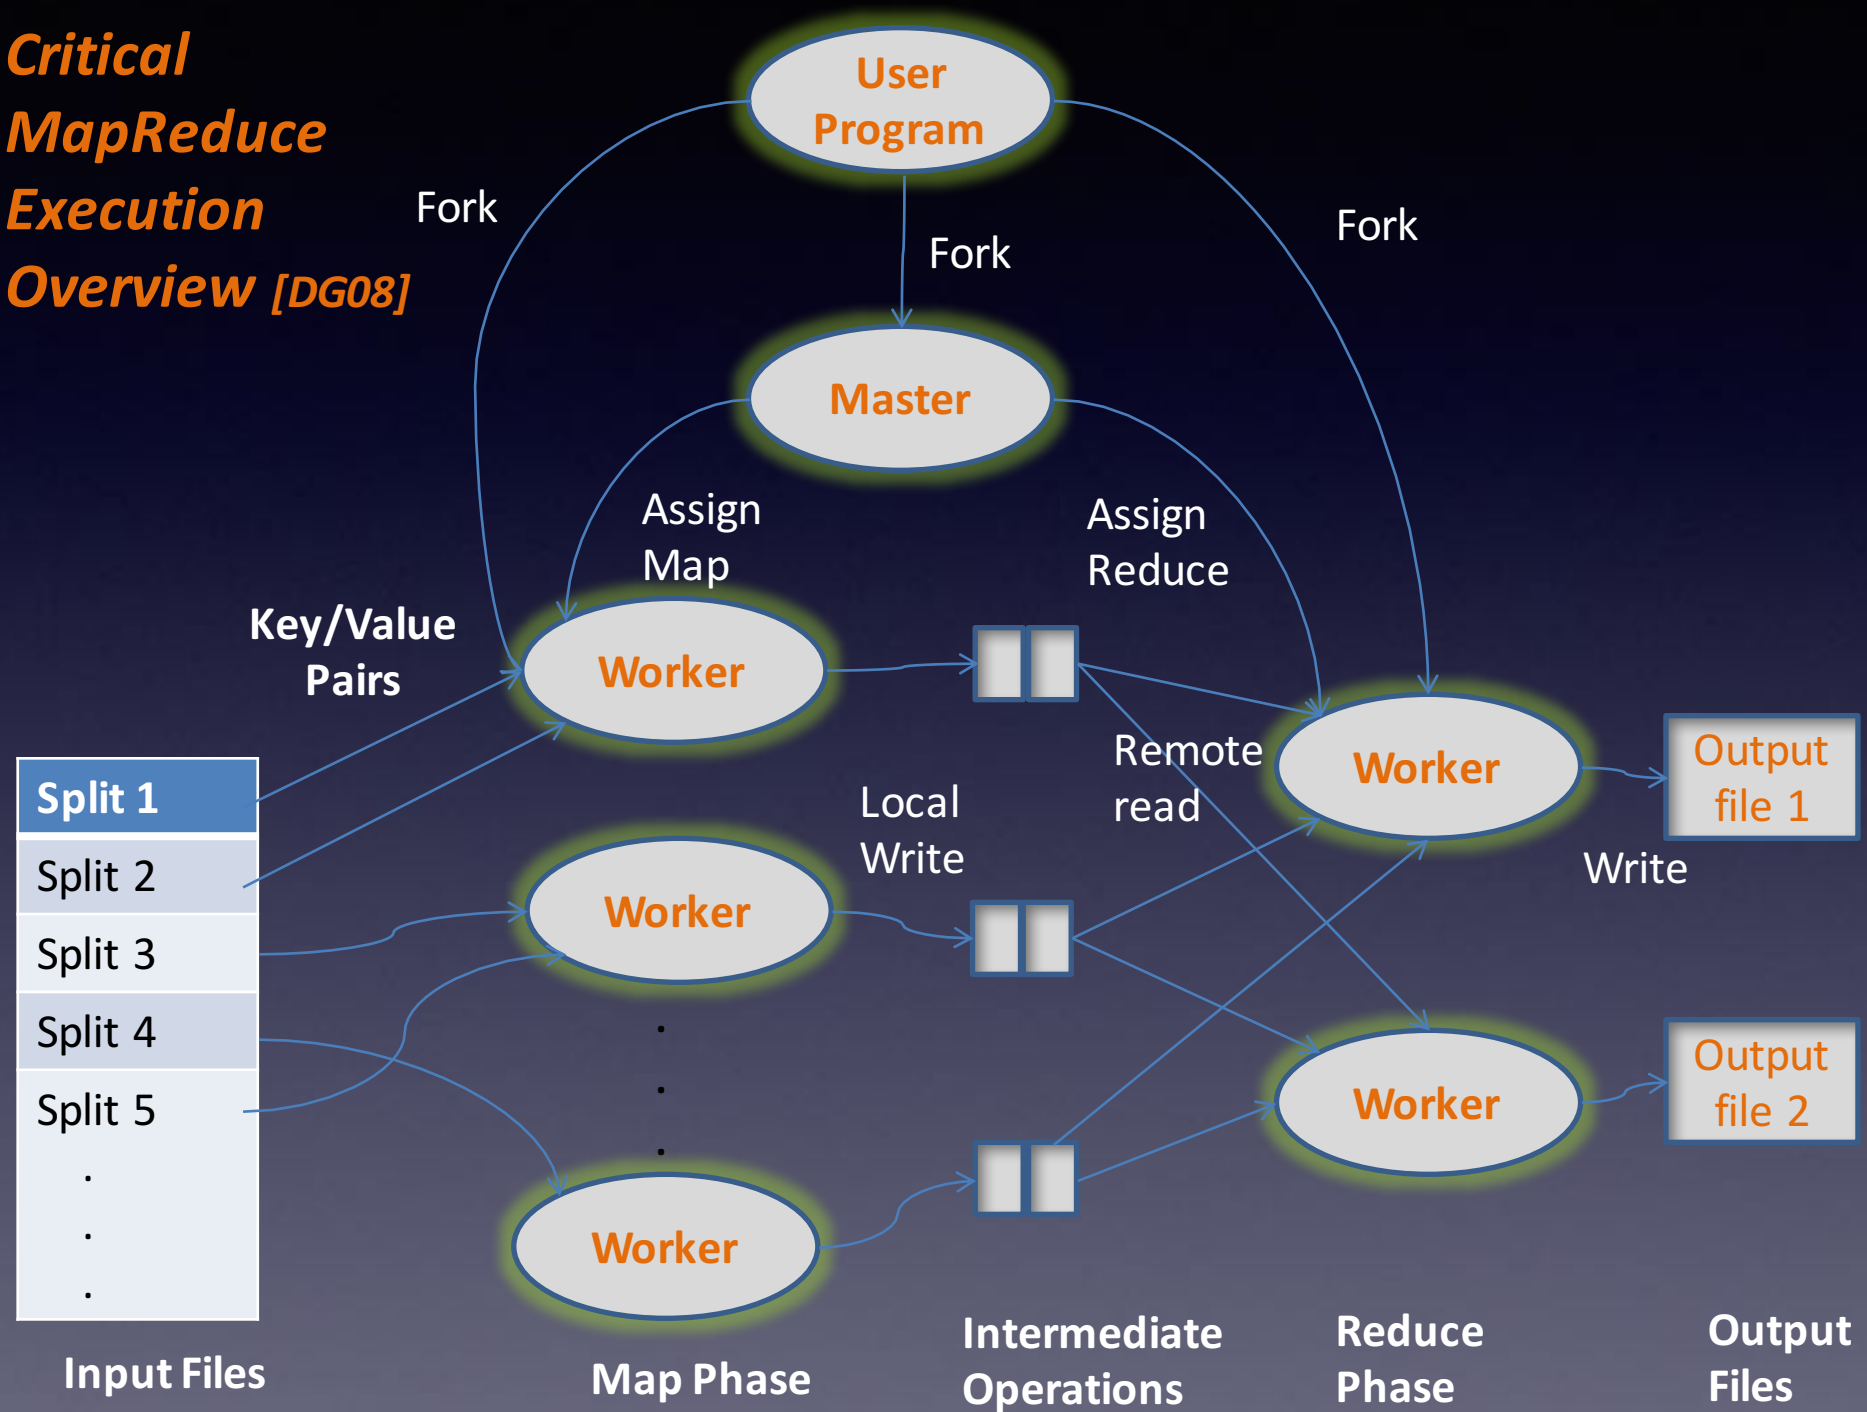 Critical
MapReduce
Execution
Overview [DG08]
User
Program
Fork
Fork
Fork
Master
Assign
Map
Assign
Reduce
Key/Value
Pairs
Worker
Worker
Remote
read
Output
file 1
Split 1
Split 2
Split 3
Split 4
Split 5
.
.
.
Local
Write
Write
Worker
.
.
.
Worker
Output
file 2
Worker
Input Files
Map Phase
Intermediate
Operations
Reduce
Phase
Output
Files